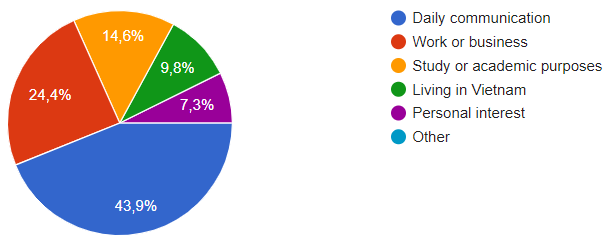 14,6%
9,8%
24,4%
7,3%
43,9%
Daily communication
Work or business
Study or academic purposes
Living in Vietnam
Personal interest
Other